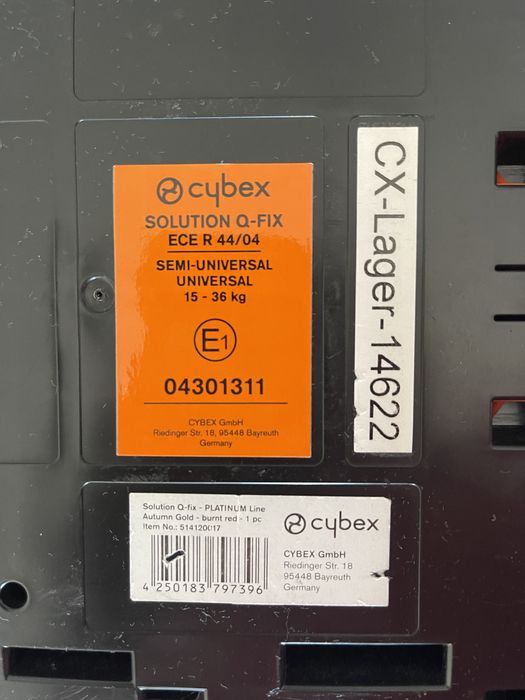 cybex
SOLUTION Q-FIX
ECE R 44/04
SEMI-UNIVERSAL
UNIVERSAL
15 - 36 kg
E1
04301311
CYBEX GmbH
Riedinger Str. 18, 95448 Bayreuth
Germany
CX-Lager-14622
Solution Q-fix - PLATINUM Line
Autumn Gold - burnt red - 1 pc
Item No.: 514120017
4 250183 797396
cybex
CYBEX GmbH
Riedinger Str. 18
95448 Bayreuth
Germany